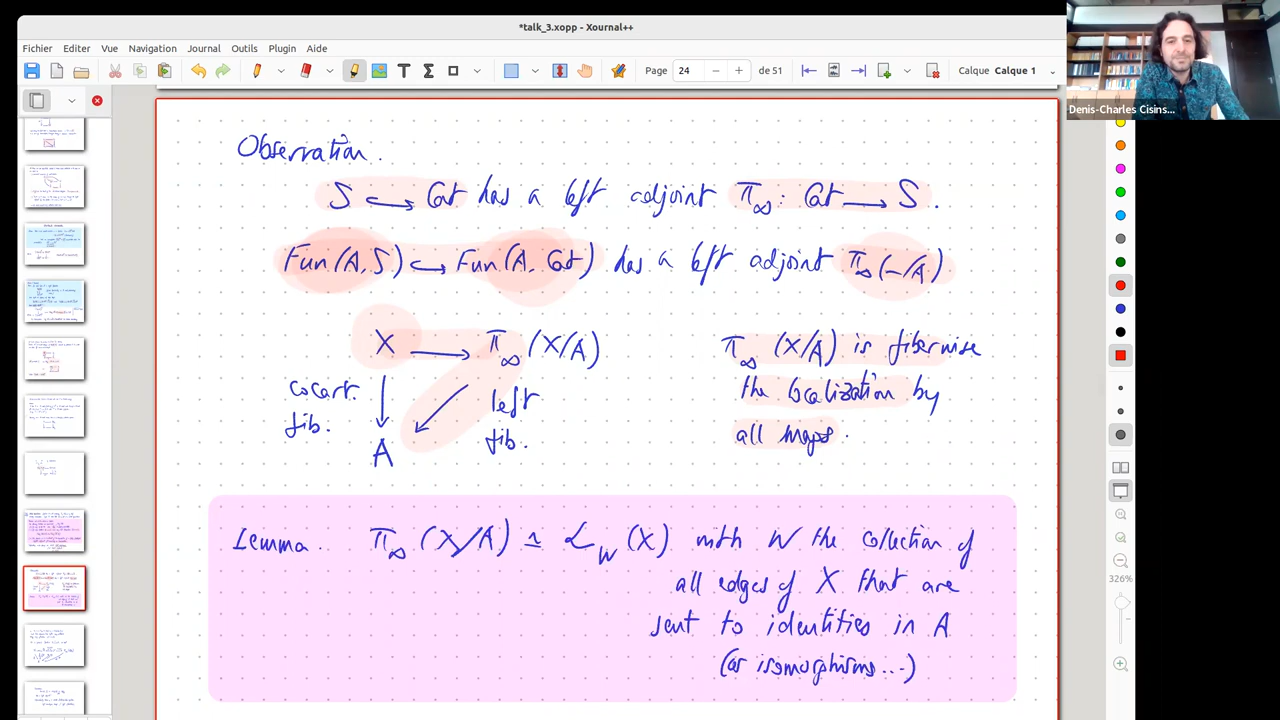 *talk_3.xopp - Xournal++
Fichier Editer Vue Navigation Journal Outils Plugin Aide
Page 24 de 51 Calque Calque 1
Denis-Charles Cisins...
326%
Observation.
S ↪ Cat has a left adjoint π∞ : Cat → S.
Fun(A, S) ↪ Fun(A, Cat) has a left adjoint π∞(−/A)
X → π∞ (X/A) π∞ (X/A) is fiberwise
cocart. left the localization by
fib. fib. all maps.
A
Lemma. π∞ (X/A) ≃ ℒ_W (X) with W the collection of
all edges of X that are
sent to identities in A
(or isomorphisms...)